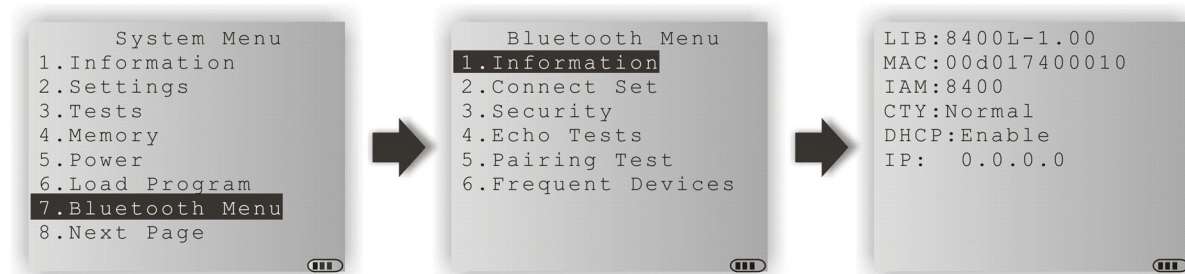 System Menu
1.Information
2.Settings
3.Tests
4.Memory
5.Power
6.Load Program
7.Bluetooth Menu
8.Next Page
Bluetooth Menu
1.Information
2.Connect Set
3.Security
4.Echo Tests
5.Pairing Test
6.Frequent Devices
LIB:8400L-1.00
MAC:00d017400010
IAM:8400
CTY:Normal
DHCP:Enable
IP: 0.0.0.0